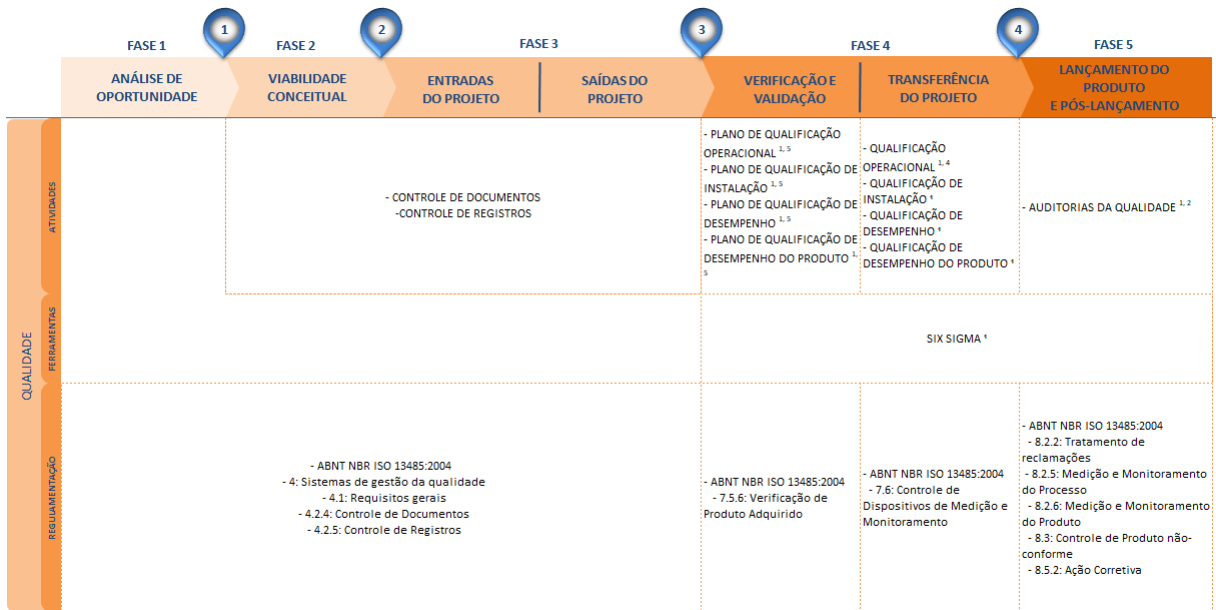 1
2
3
4
FASE 1
FASE 2
FASE 3
FASE 4
FASE 5
ANÁLISE DE
OPORTUNIDADE
VIABILIDADE
CONCEITUAL
ENTRADAS
DO PROJETO
SAÍDAS DO
PROJETO
VERIFICAÇÃO E
VALIDAÇÃO
TRANSFERÊNCIA
DO PROJETO
LANÇAMENTO DO
PRODUTO
E PÓS-LANÇAMENTO
QUALIDADE
ATIVIDADES
- CONTROLE DE DOCUMENTOS
-CONTROLE DE REGISTROS
- PLANO DE QUALIFICAÇÃO
OPERACIONAL 1, 5
- PLANO DE QUALIFICAÇÃO DE
INSTALAÇÃO 1, 5
- PLANO DE QUALIFICAÇÃO DE
DESEMPENHO 1, 5
- PLANO DE QUALIFICAÇÃO DE
DESEMPENHO DO PRODUTO 1,
5
- QUALIFICAÇÃO
OPERACIONAL 1, 4
- QUALIFICAÇÃO DE
INSTALAÇÃO ¹
- QUALIFICAÇÃO DE
DESEMPENHO ¹
- QUALIFICAÇÃO DE
DESEMPENHO DO PRODUTO ¹
- AUDITORIAS DA QUALIDADE 1, 2
FERRAMENTAS
SIX SIGMA ¹
REGULAMENTAÇÃO
- ABNT NBR ISO 13485:2004
- 4: Sistemas de gestão da qualidade
- 4.1: Requisitos gerais
- 4.2.4: Controle de Documentos
- 4.2.5: Controle de Registros
- ABNT NBR ISO 13485:2004
- 7.5.6: Verificação de
Produto Adquirido
- ABNT NBR ISO 13485:2004
- 7.6: Controle de
Dispositivos de Medição e
Monitoramento
- ABNT NBR ISO 13485:2004
- 8.2.2: Tratamento de
reclamações
- 8.2.5: Medição e Monitoramento
do Processo
- 8.2.6: Medição e Monitoramento
do Produto
- 8.3: Controle de Produto não-
conforme
- 8.5.2: Ação Corretiva